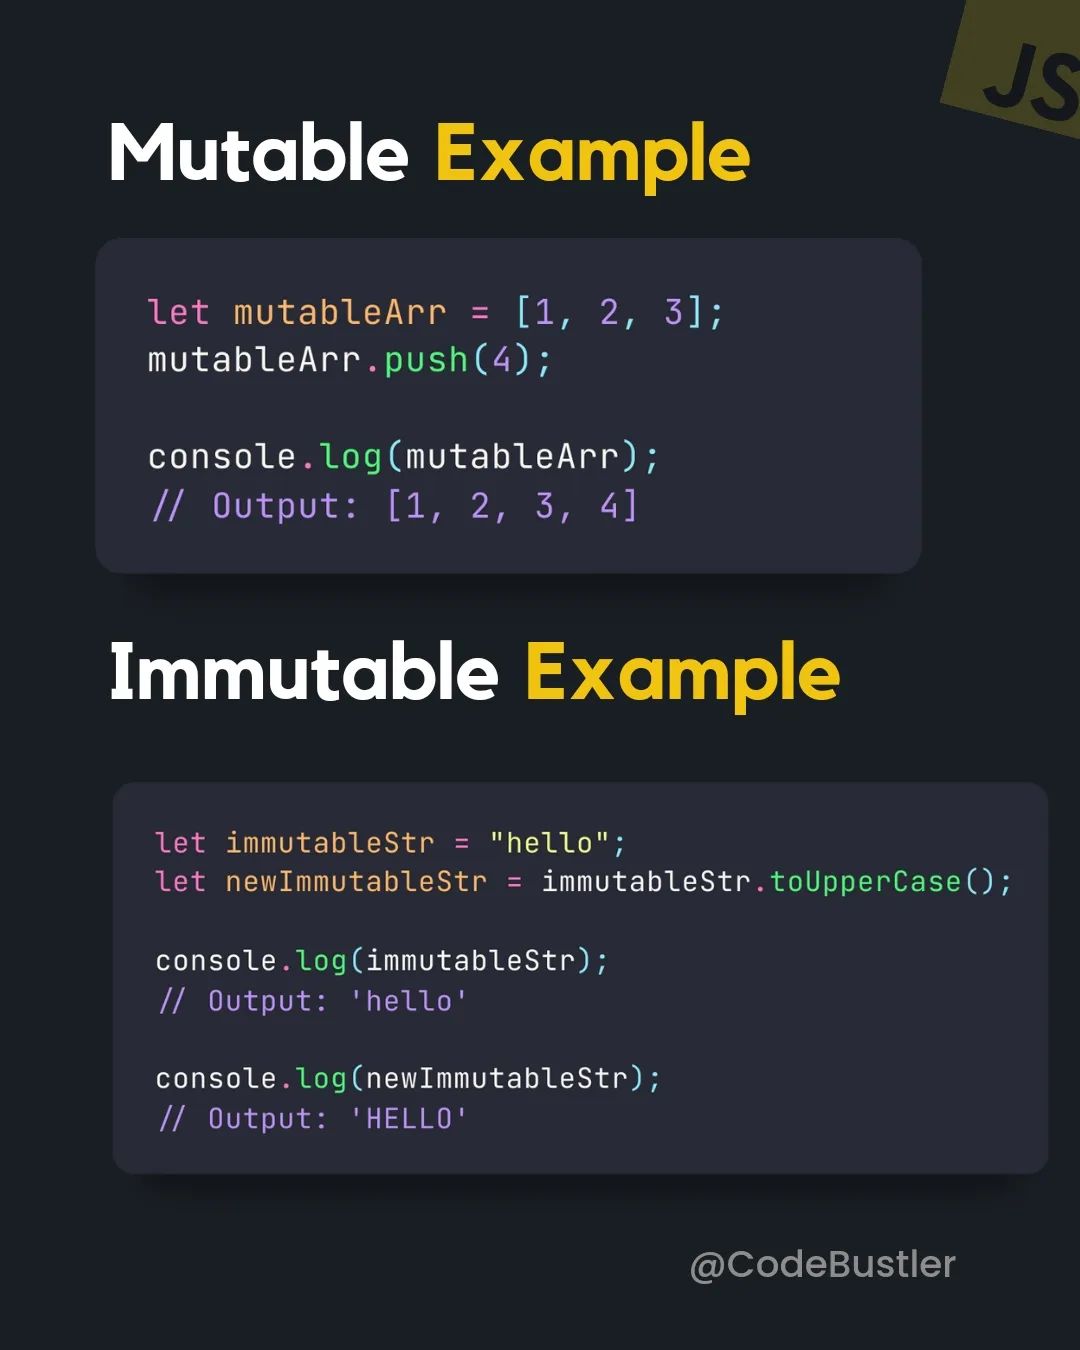 JS
Mutable Example
let mutableArr = [1, 2, 3];
mutableArr.push(4);
console.log(mutableArr);
// Output: [1, 2, 3, 4]
Immutable Example
let immutableStr = "hello";
let newImmutableStr = immutableStr.toUpperCase();
console.log(immutableStr);
// Output: 'hello'
console.log(newImmutableStr);
// Output: 'HELLO'
@CodeBustler